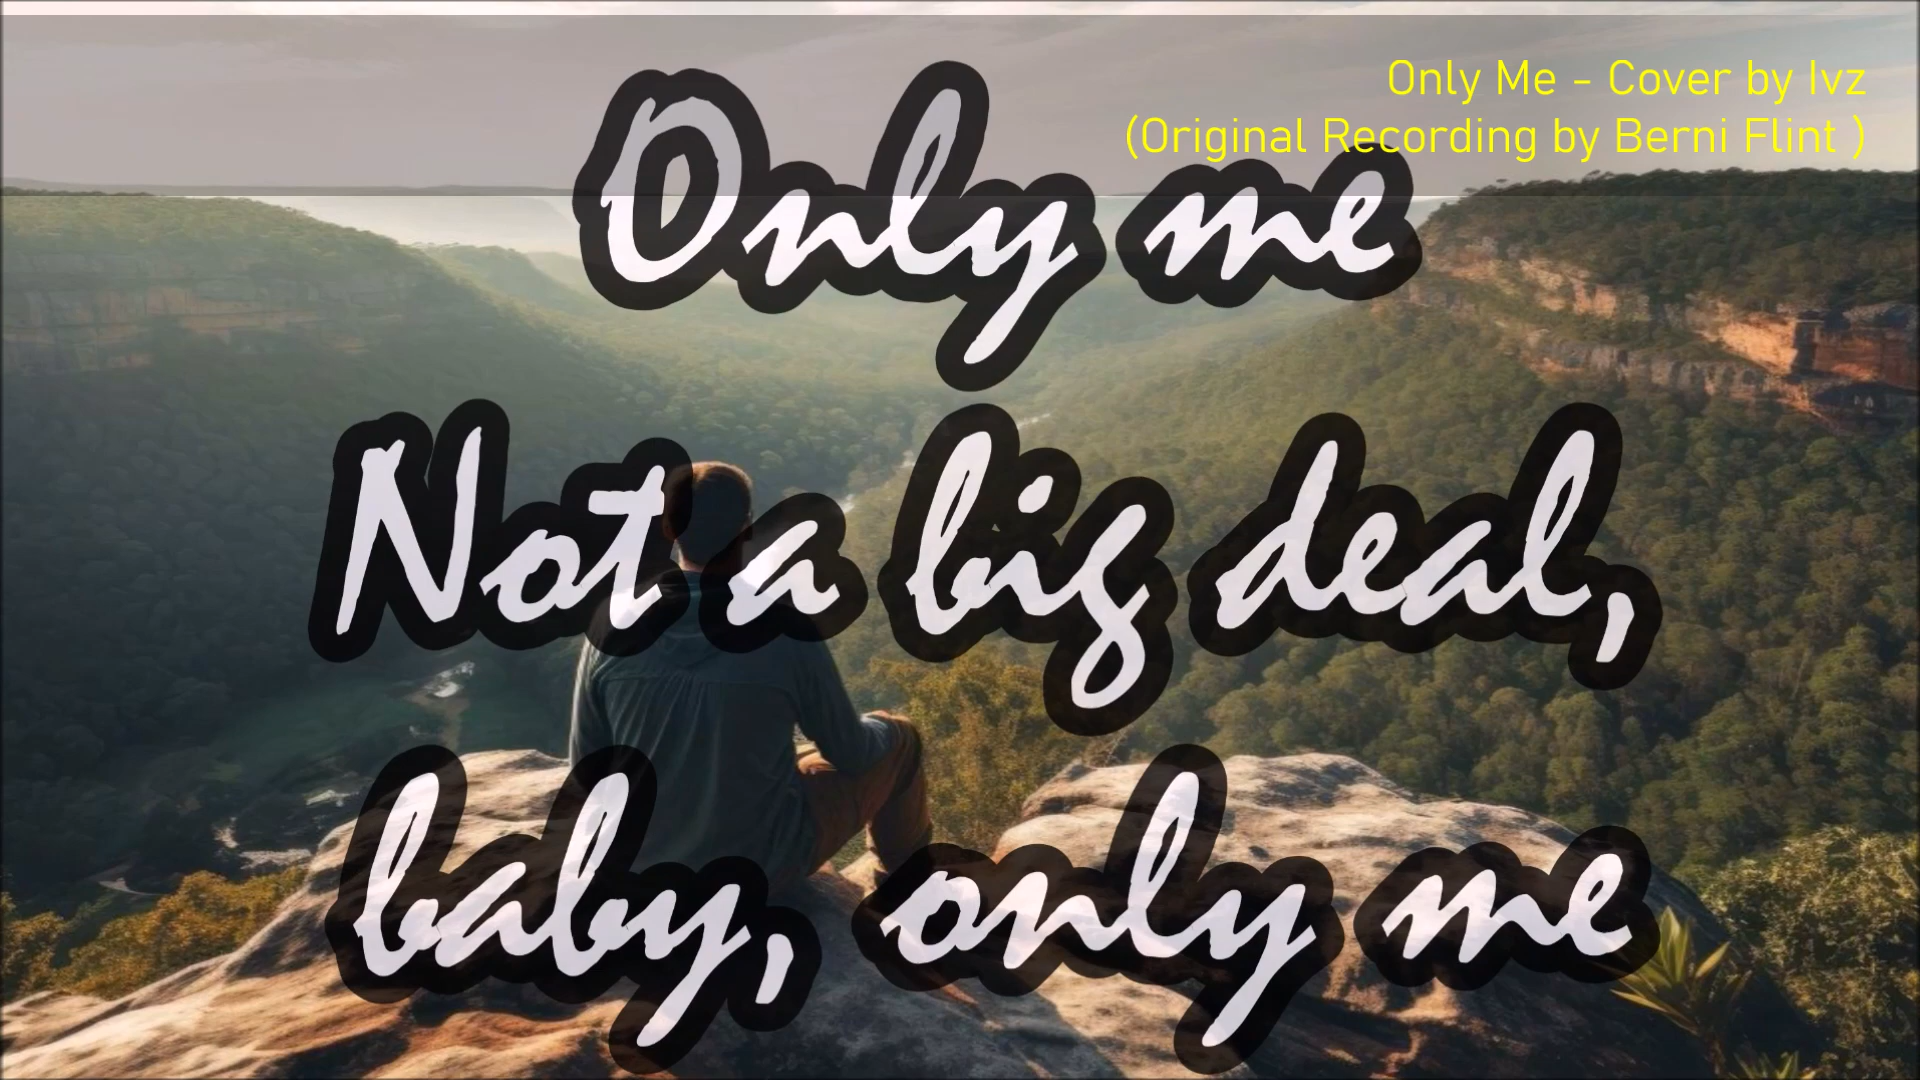 Only Me - Cover by Ivz
(Original Recording by Berni Flint )
Only me
Not a big deal,
baby, only me